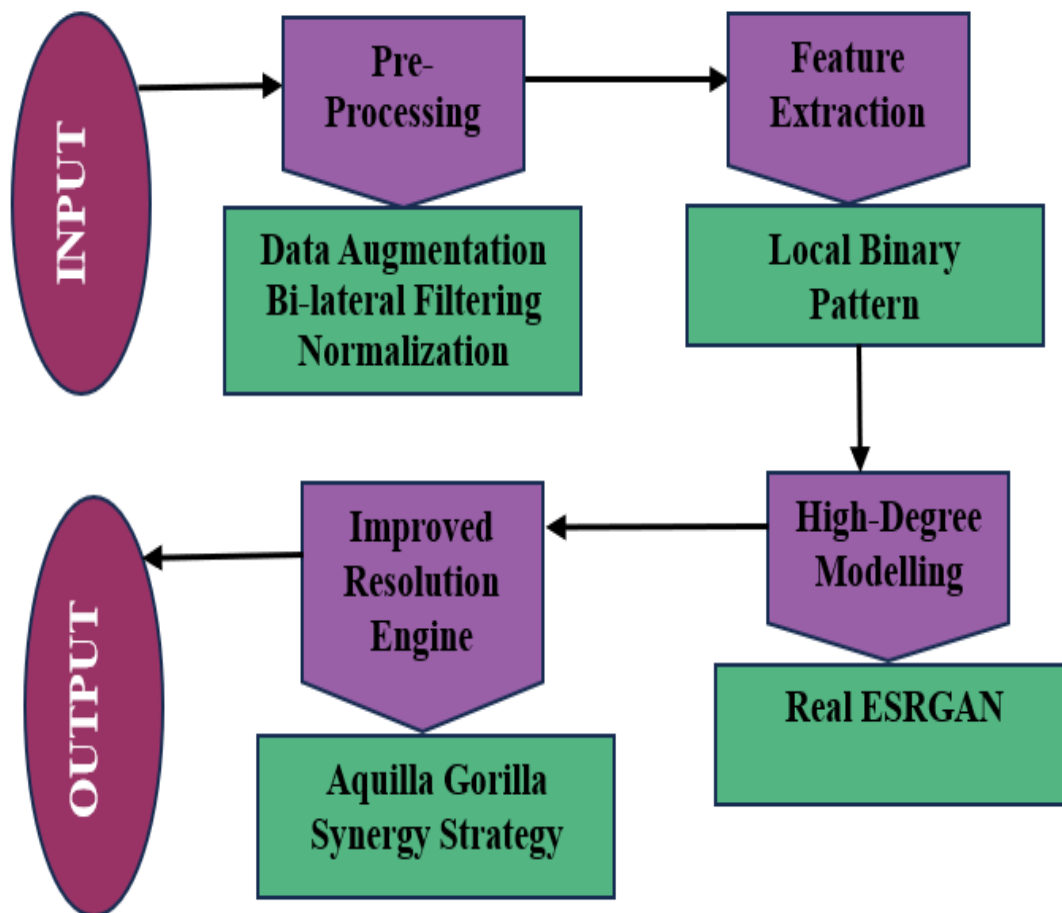 INPUT
Pre-
Processing
Data Augmentation
Bi-lateral Filtering
Normalization
Feature
Extraction
Local Binary
Pattern
High-Degree
Modelling
Real ESRGAN
Improved
Resolution
Engine
Aquilla Gorilla
Synergy Strategy
OUTPUT